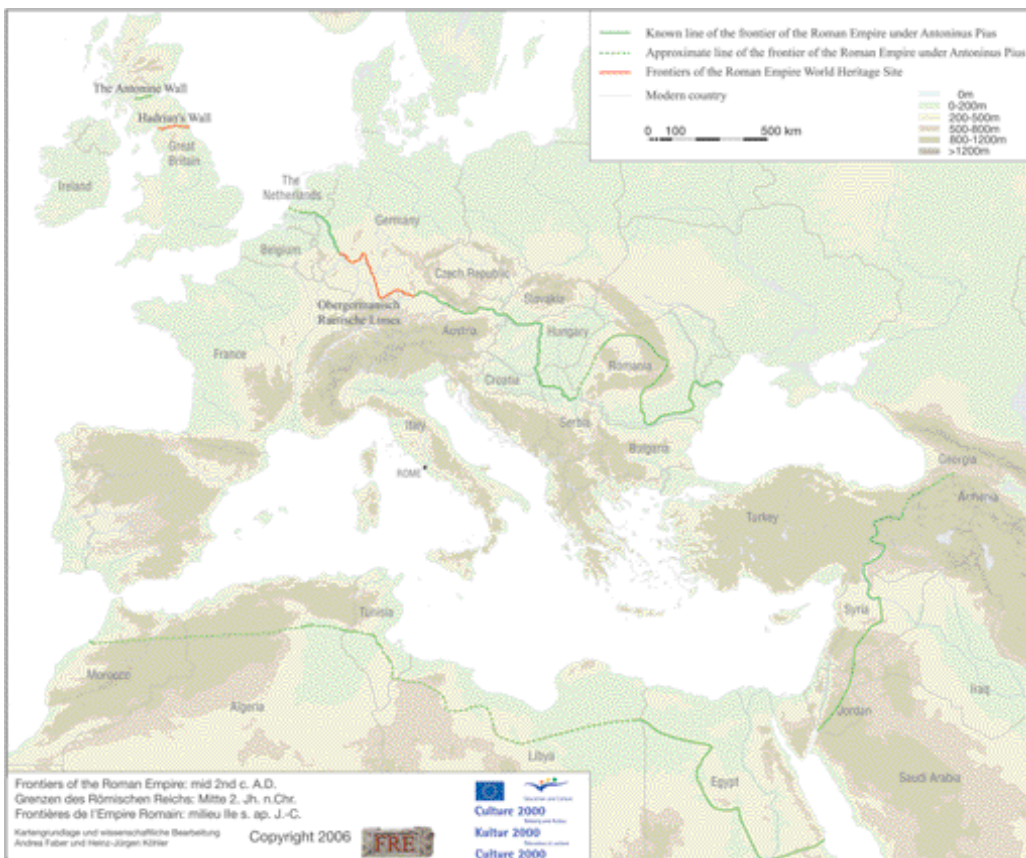 Known line of the frontier of the Roman Empire under Antoninus Pius
Approximate line of the frontier of the Roman Empire under Antoninus Pius
Frontiers of the Roman Empire World Heritage Site
Modern country
0 100 500 km
0m
0-200m
200-500m
500-800m
800-1200m
>1200m
The Antonine Wall
Hadrian's Wall
Great
Britain
Ireland
The
Netherlands
Germany
Belgium
Czech Republic
Slovakia
Obergermanisch
Raetische Limes
Austria
Hungary
France
Romania
Croatia
Serbia
Italy
Bulgaria
ROME
Georgia
Armenia
Turkey
Tunisia
Syria
Morocco
Iraq
Algeria
Jordan
Libya
Egypt
Saudi Arabia
Frontiers of the Roman Empire: mid 2nd c. A.D.
Grenzen des Römischen Reichs: Mitte 2. Jh. n.Chr.
Frontières de l'Empire Romain: milieu IIe s. ap. J.-C.
Kartengrundlage und wissenschaftliche Bearbeitung
Andrea Faber und Heinz-Jürgen Köhler
Copyright 2006
FRE
Culture 2000
Kultur 2000
Culture 2000